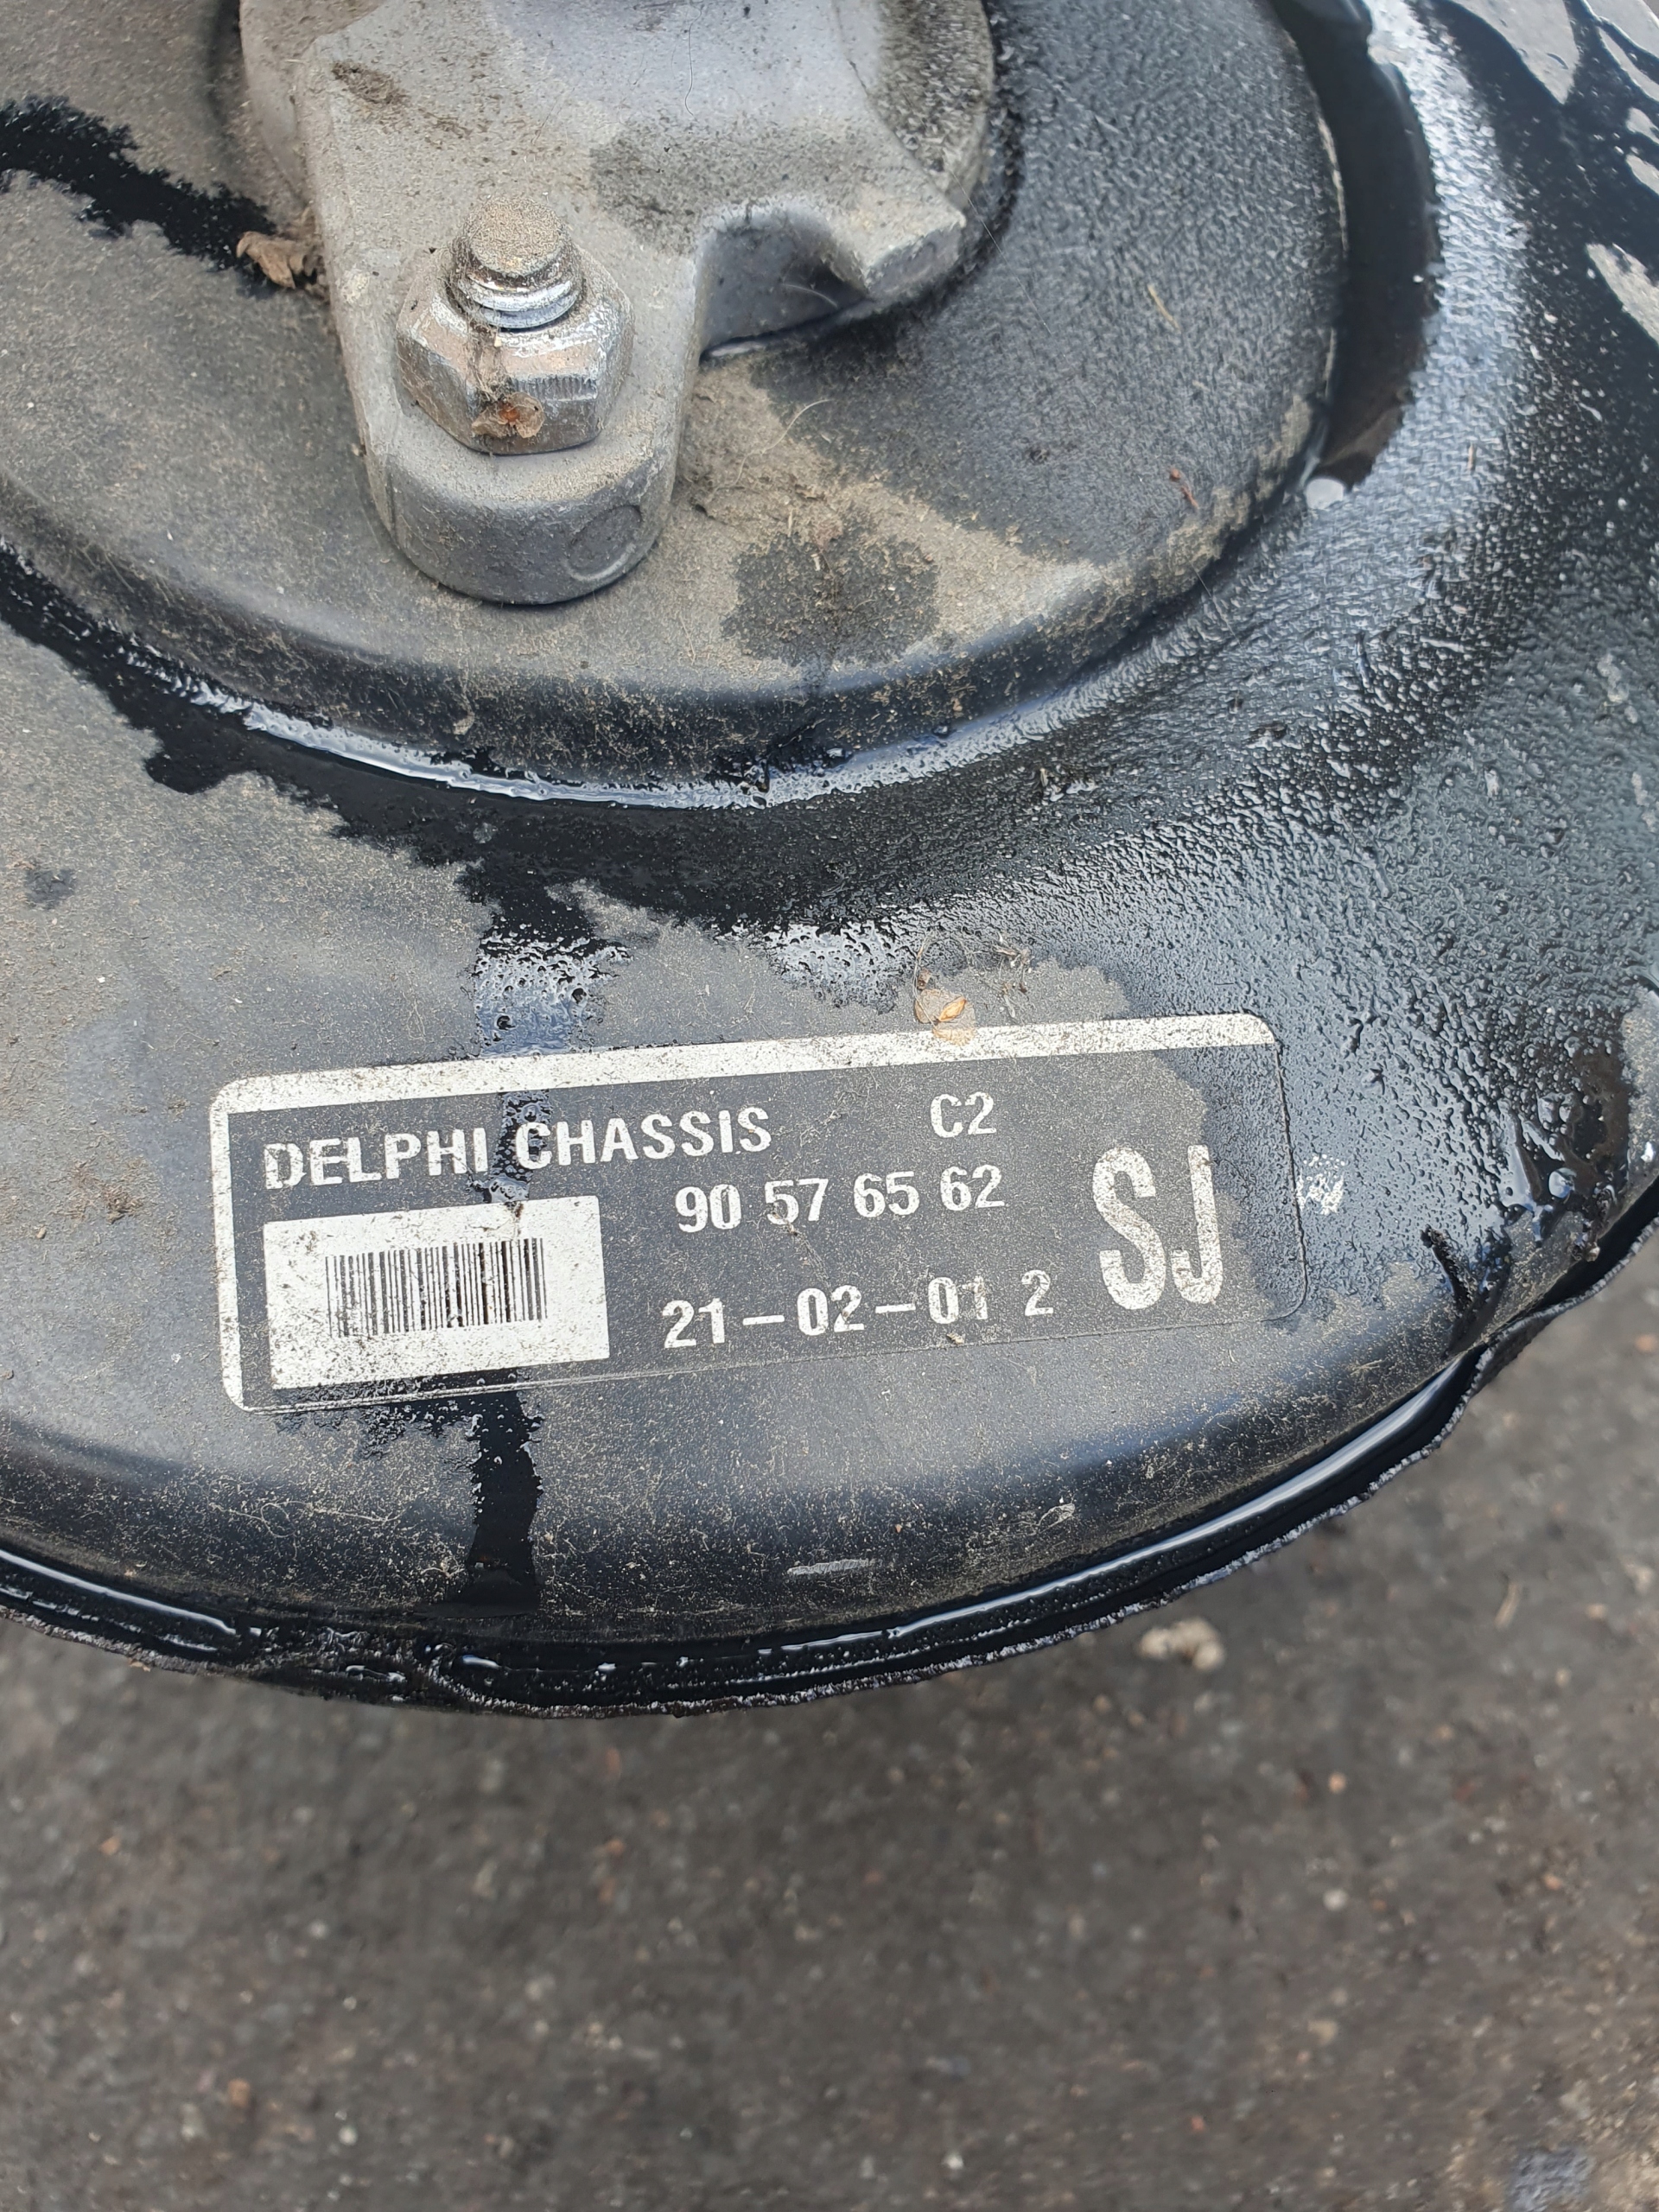 DELPHI CHASSIS C2
90 57 65 62
SJ
21-02-01 2